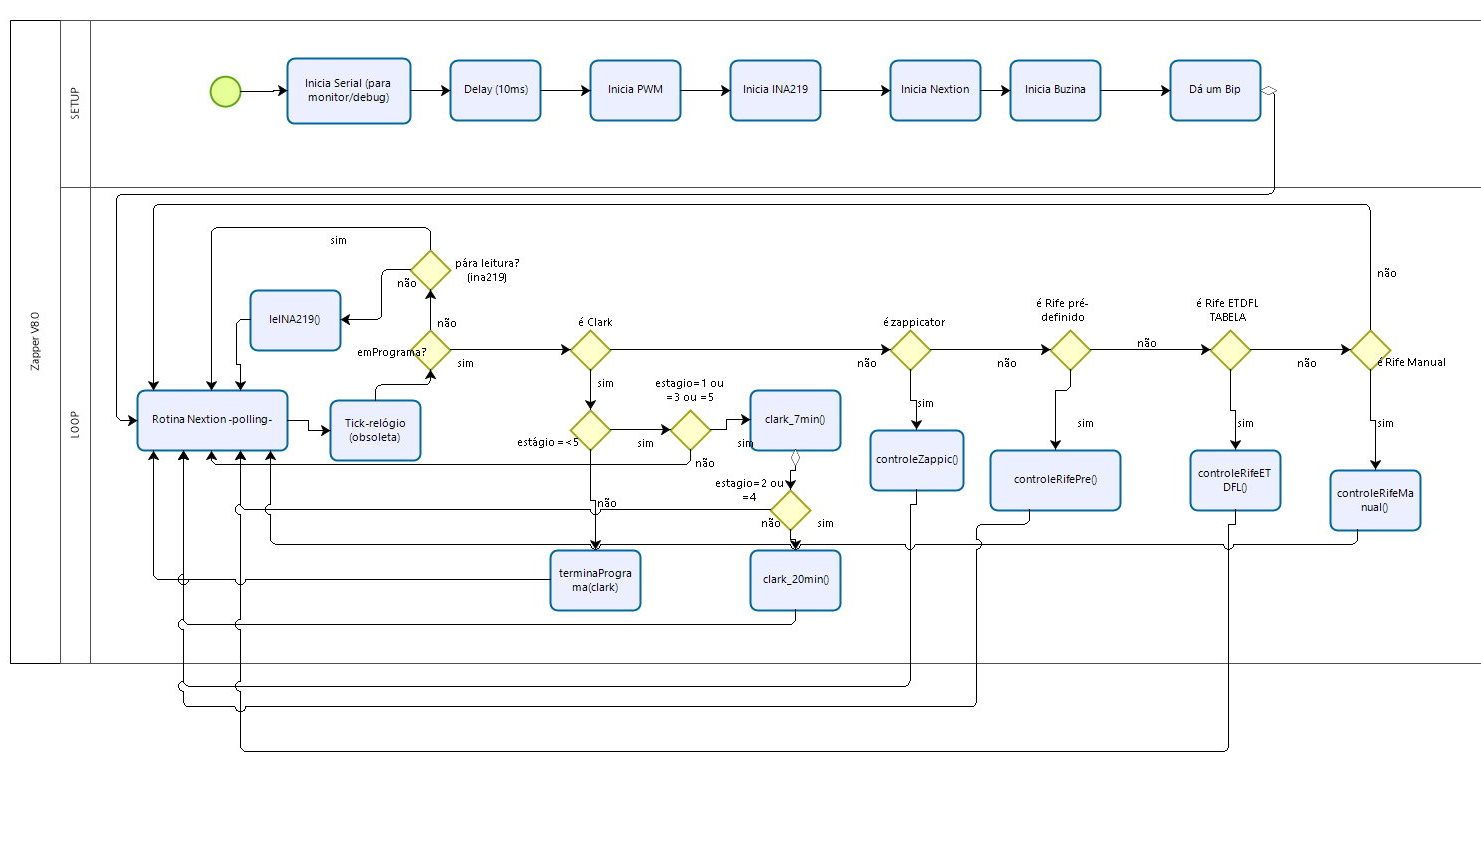 Zapper V8.0
SETUP
Inicia Serial (para
monitor/debug)
Delay (10ms)
Inicia PWM
Inicia INA219
Inicia Nextion
Inicia Buzina
Dá um Bip
LOOP
sim
pára leitura?
(ina219)
não
leINA219()
não
emPrograma?
sim
Rotina Nextion -polling-
Tick-relógio
(obsoleta)
é Clark
sim
estágio =<5
sim
não
estagio=1 ou
=3 ou =5
sim
não
clark_7min()
estagio=2 ou
=4
não
sim
terminaProgra
ma(clark)
clark_20min()
é zappicator
não
sim
controleZappic()
é Rife pré-
definido
não
não
sim
controleRifePre()
é Rife ETDFL
TABELA
não
sim
controleRifeET
DFL()
não
é Rife Manual
sim
controleRifeMa
nual()